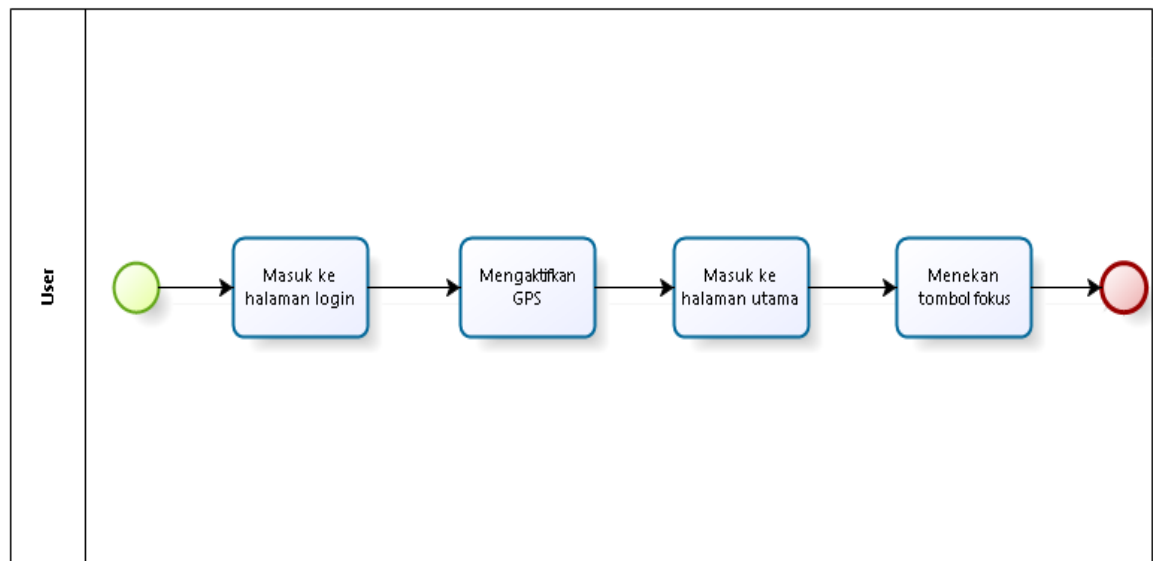 User
Masuk ke
halaman login
Mengaktifkan
GPS
Masuk ke
halaman utama
Menekan
tombol fokus